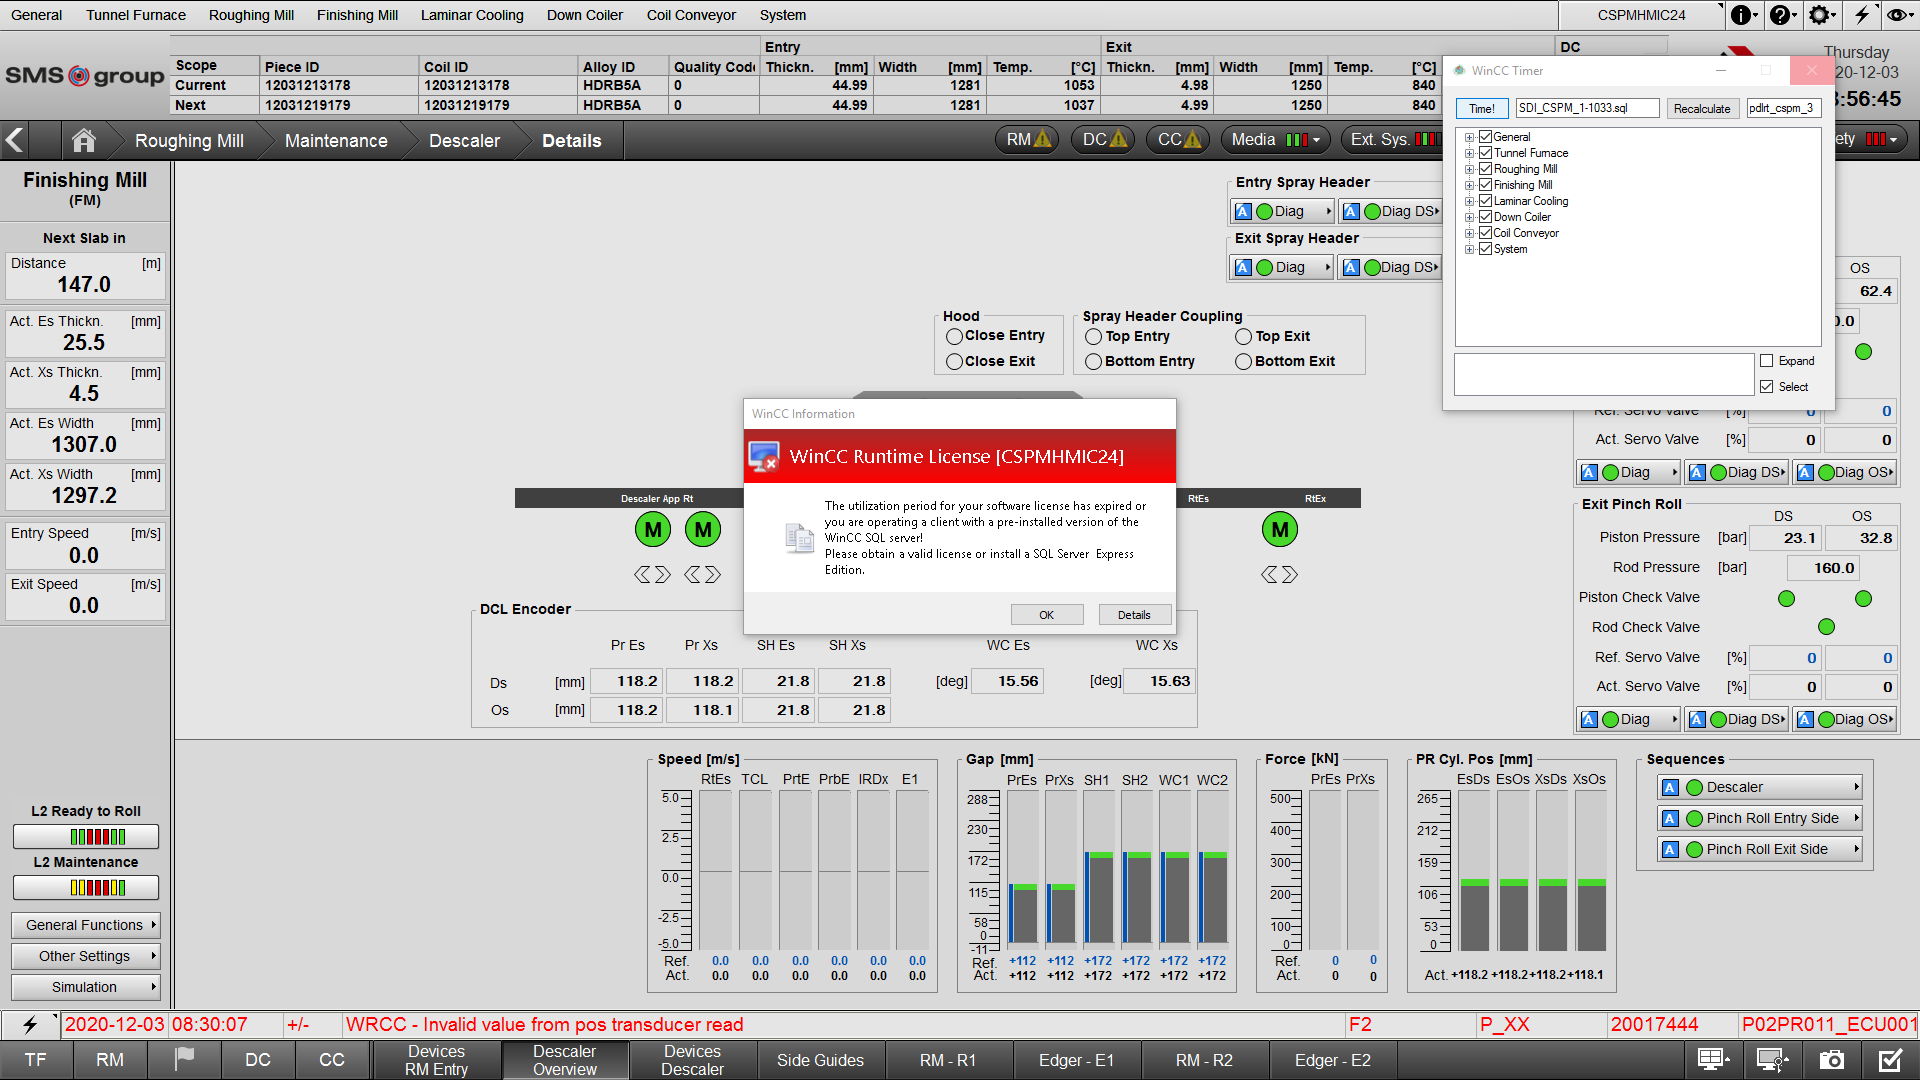 General Tunnel Furnace Roughing Mill Finishing Mill Laminar Cooling Down Coiler Coil Conveyor System CSPMHMIC24
SMS group
Entry Exit DC
Scope Piece ID Coil ID Alloy ID Quality Code Thickn. [mm] Width [mm] Temp. [°C] Thickn. [mm] Width [mm] Temp. [°C]
Current 12031213178 12031213178 HDRB5A 0 44.99 1281 1053 4.98 1250 840
Next 12031219179 12031219179 HDRB5A 0 44.99 1281 1037 4.99 1250 840
Thursday
20-12-03
:56:45
Roughing Mill Maintenance Descaler Details RM DC CC Media Ext. Sys. ety
WinCC Timer
Time! SDI_CSPM_1-1033.sql Recalculate pdlrt_cspm_3
General
Tunnel Furnace
Roughing Mill
Finishing Mill
Laminar Cooling
Down Coiler
Coil Conveyor
System
Expand
Select
Finishing Mill
(FM)
Next Slab in
Distance [m]
147.0
Act. Es Thickn. [mm]
25.5
Act. Xs Thickn. [mm]
4.5
Act. Es Width [mm]
1307.0
Act. Xs Width [mm]
1297.2
Entry Speed [m/s]
0.0
Exit Speed [m/s]
0.0
L2 Ready to Roll
L2 Maintenance
General Functions
Other Settings
Simulation
Entry Spray Header
A Diag A Diag DS
Exit Spray Header
A Diag A Diag DS
Hood
Close Entry
Close Exit
Spray Header Coupling
Top Entry Top Exit
Bottom Entry Bottom Exit
OS
62.4
0.0
Ref. Servo Valve [%] 0 0
Act. Servo Valve [%] 0 0
A Diag A Diag DS A Diag OS
Descaler App Rt RtEs RtEx
M M M
WinCC Information
WinCC Runtime License [CSPMHMIC24]
The utilization period for your software license has expired or
you are operating a client with a pre-installed version of the
WinCC SQL server!
Please obtain a valid license or install a SQL Server Express
Edition.
OK Details
Exit Pinch Roll
DS OS
Piston Pressure [bar] 23.1 32.8
Rod Pressure [bar] 160.0
Piston Check Valve
Rod Check Valve
Ref. Servo Valve [%] 0 0
Act. Servo Valve [%] 0 0
A Diag A Diag DS A Diag OS
DCL Encoder
Pr Es Pr Xs SH Es SH Xs WC Es WC Xs
Ds [mm] 118.2 118.2 21.8 21.8 [deg] 15.56 [deg] 15.63
Os [mm] 118.2 118.1 21.8 21.8
Speed [m/s]
RtEs TCL PrtE PrbE IRDx E1
5.0
2.5
0.0
-2.5
-5.0
Ref. 0.0 0.0 0.0 0.0 0.0 0.0
Act. 0.0 0.0 0.0 0.0 0.0 0.0
Gap [mm]
PrEs PrXs SH1 SH2 WC1 WC2
288
230
172
115
58
0
-11
Ref. +112 +112 +172 +172 +172 +172
Act. +112 +112 +172 +172 +172 +172
Force [kN]
PrEs PrXs
500
400
300
200
100
0
Ref. 0 0
Act. 0 0
PR Cyl. Pos [mm]
EsDs EsOs XsDs XsOs
265
212
159
106
53
0
Act. +118.2 +118.2 +118.2 +118.1
Sequences
A Descaler
A Pinch Roll Entry Side
A Pinch Roll Exit Side
2020-12-03 08:30:07 +/- WRCC - Invalid value from pos transducer read F2 P_XX 20017444 P02PR011_ECU001
TF RM DC CC Devices RM Entry Descaler Overview Devices Descaler Side Guides RM - R1 Edger - E1 RM - R2 Edger - E2